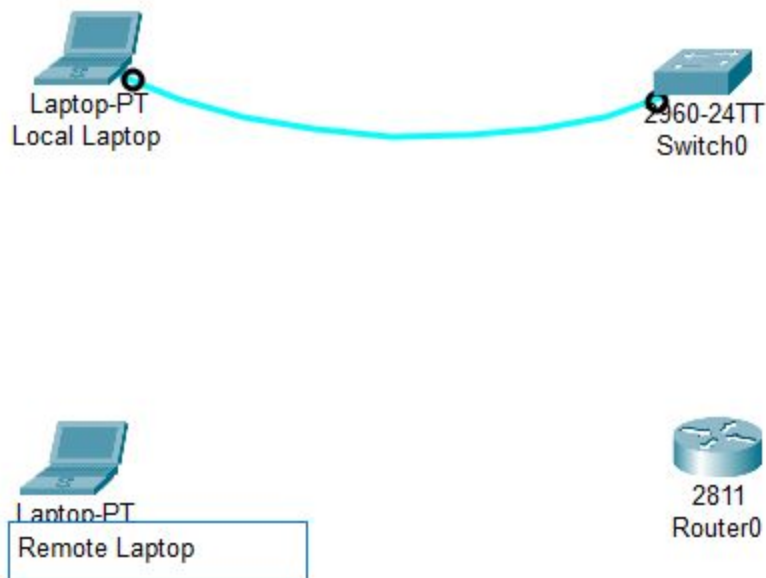 Laptop-PT
Local Laptop
2960-24TT
Switch0
Laptop-PT
Remote Laptop
2811
Router0